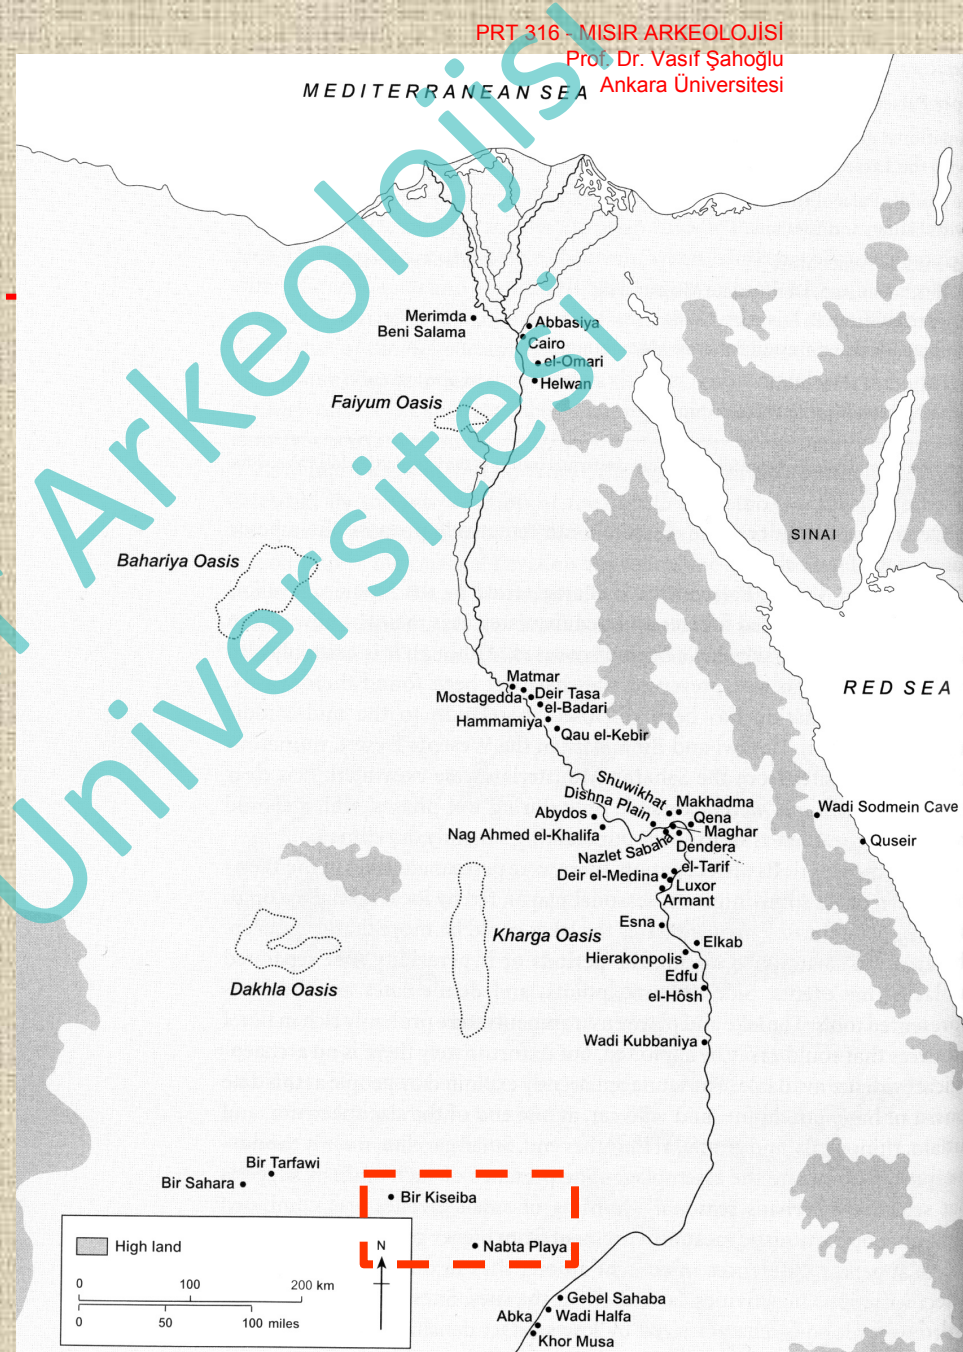 PRT 316 - MISIR ARKEOLOJİSİ
Prof. Dr. Vasıf Şahoğlu
Ankara Üniversitesi
MEDITERRANEAN SEA
Arkeolojisi
Üniversitesi
Merimda
Beni Salama
Abbasiya
Cairo
el-Omari
Helwan
Faiyum Oasis
SINAI
Bahariya Oasis
RED SEA
Matmar
Deir Tasa
Mostagedda
el-Badari
Hammamiya
Qau el-Kebir
Shuwikhat
Dishna Plain
Makhadma
Wadi Sodmein Cave
Abydos
Qena
Nag Ahmed el-Khalifa
Maghar
Quseir
Nazlet Sabaha
Dendera
el-Tarif
Deir el-Medina
Luxor
Armant
Esna
Kharga Oasis
Elkab
Hierakonpolis
Edfu
Dakhla Oasis
el-Hôsh
Wadi Kubbaniya
Bir Tarfawi
Bir Sahara
Bir Kiseiba
High land
N
Nabta Playa
0 100 200 km
0 50 100 miles
Gebel Sahaba
Abka
Wadi Halfa
Khor Musa